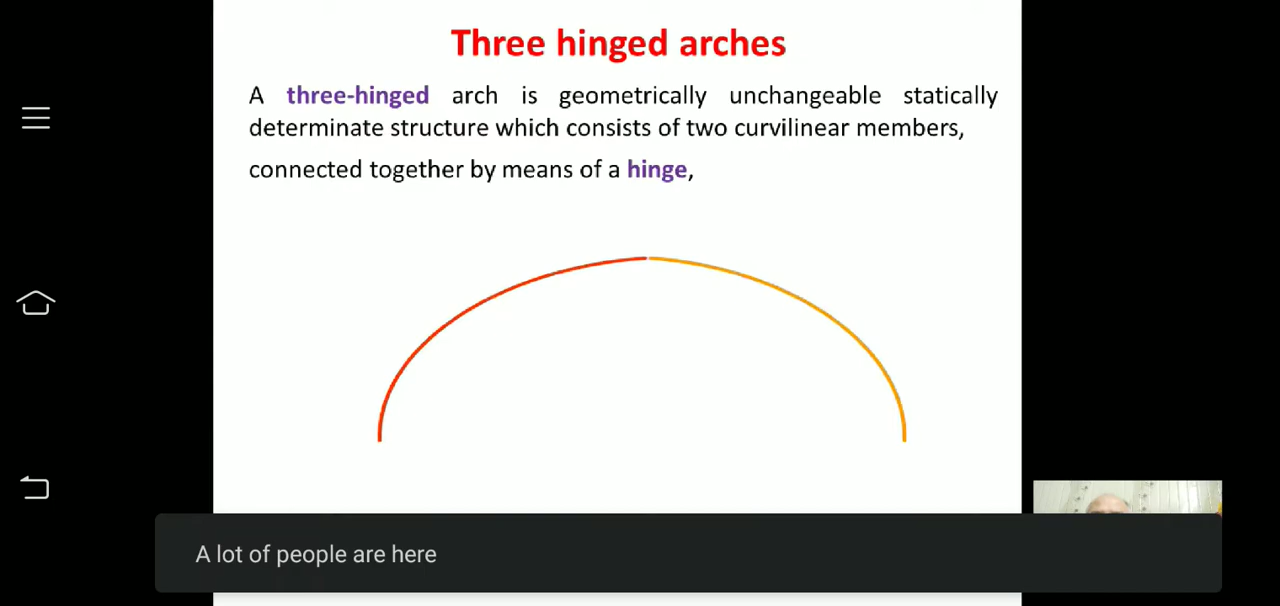 Three hinged arches
A three-hinged arch is geometrically unchangeable statically
determinate structure which consists of two curvilinear members,
connected together by means of a hinge,
A lot of people are here